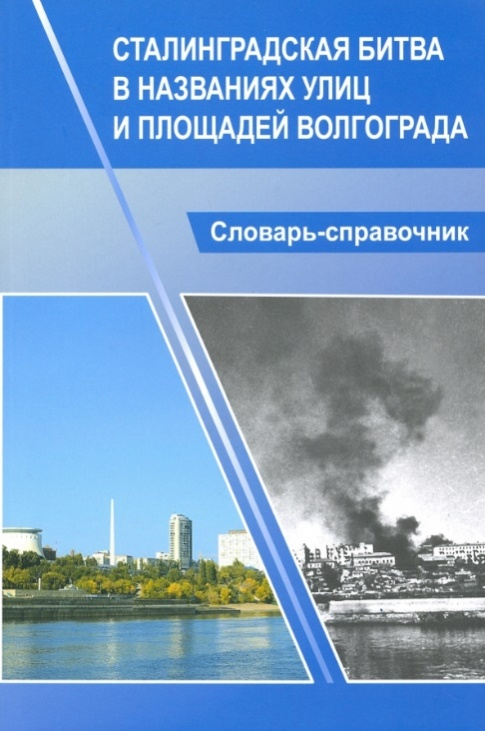 СТАЛИНГРАДСКАЯ БИТВА
В НАЗВАНИЯХ УЛИЦ
И ПЛОЩАДЕЙ ВОЛГОГРАДА
Словарь-справочник